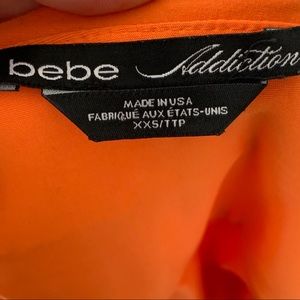 bebe Addiction
MADE IN USA
FABRIQUÉ AUX ÉTATS-UNIS
XXS/TTP